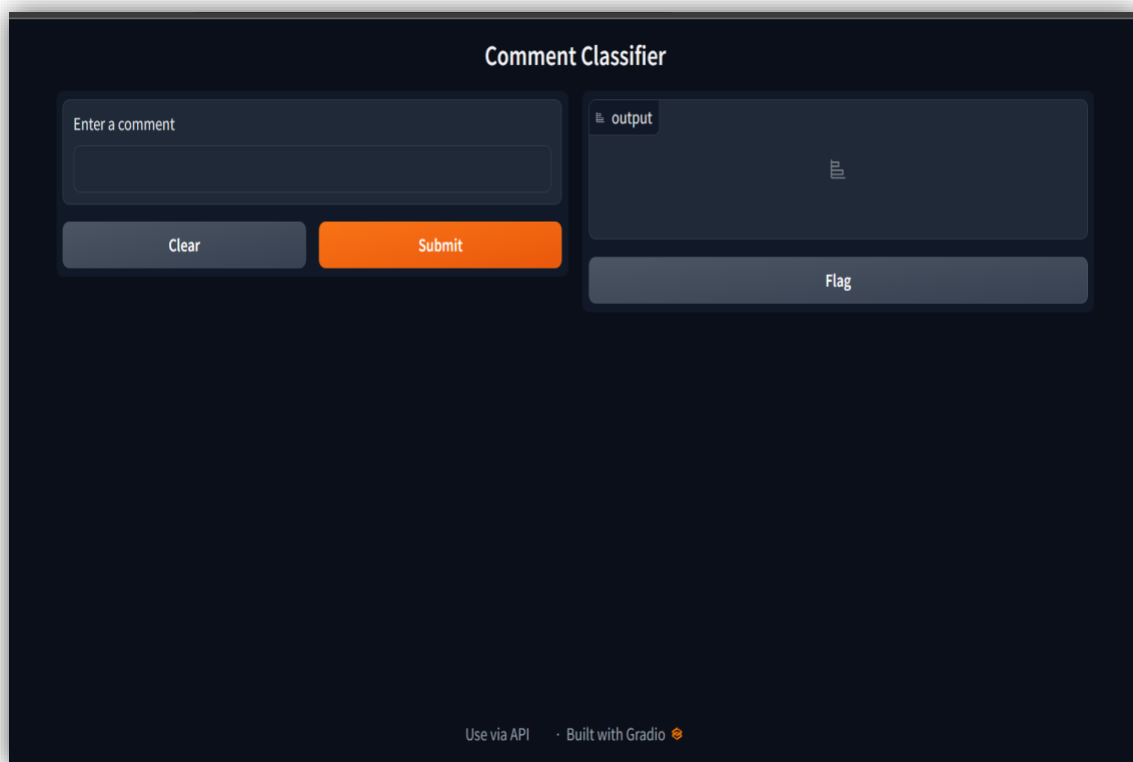 Comment Classifier
Enter a comment
output
Clear
Submit
Flag
Use via API · Built with Gradio